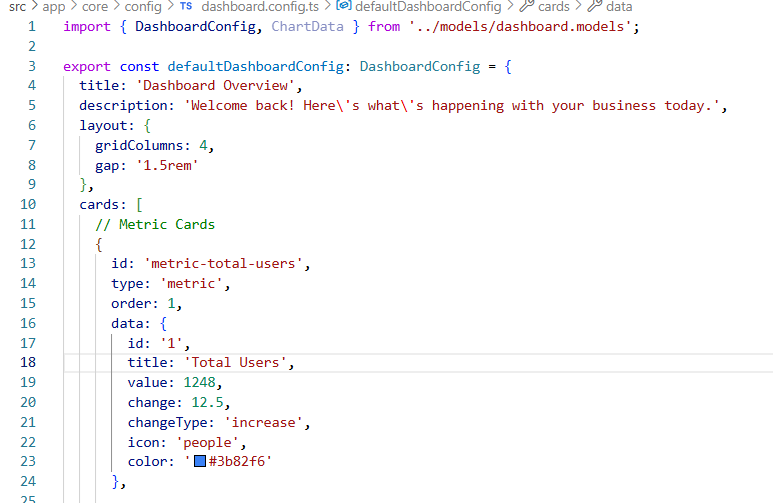 src > app > core > config > TS dashboard.config.ts > defaultDashboardConfig > cards > data
1 import { DashboardConfig, ChartData } from '../models/dashboard.models';
2
3 export const defaultDashboardConfig: DashboardConfig = {
4 title: 'Dashboard Overview',
5 description: 'Welcome back! Here\'s what\'s happening with your business today.',
6 layout: {
7 gridColumns: 4,
8 gap: '1.5rem'
9 },
10 cards: [
11 // Metric Cards
12 {
13 id: 'metric-total-users',
14 type: 'metric',
15 order: 1,
16 data: {
17 id: '1',
18 title: 'Total Users',
19 value: 1248,
20 change: 12.5,
21 changeType: 'increase',
22 icon: 'people',
23 color: '#3b82f6'
24 },
25